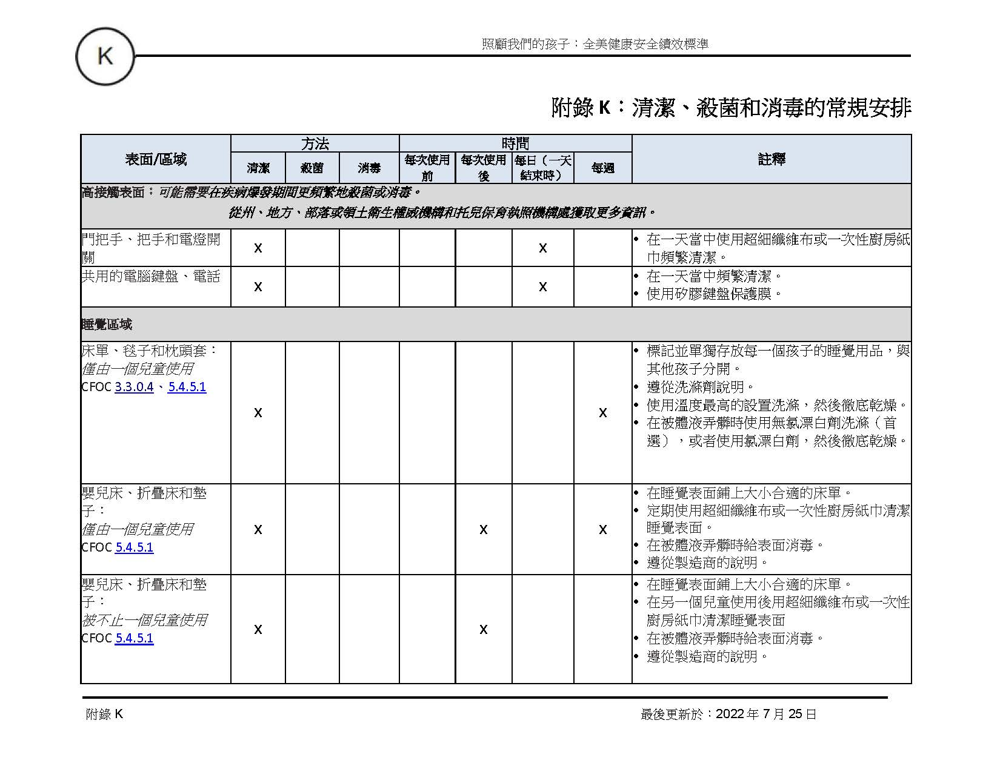 K
照顧我們的孩子：全美健康安全績效標準
附錄 K：清潔、殺菌和消毒的常規安排
表面/區域
方法
時間
註釋
清潔
殺菌
消毒
每次使用
前
每次使用
後
每日（一天
結束時）
每週
高接觸表面；可能需要在疾病爆發期間更頻繁地殺菌或消毒。
從州、地方、部落或領土衛生權威機構和托兒保育執照機構處獲取更多資訊。
門把手、把手和電燈開
關
X
X
• 在一天當中使用超細纖維布或一次性廚房紙
巾頻繁清潔。
共用的電腦鍵盤、電話
X
X
• 在一天當中頻繁清潔。
• 使用矽膠鍵盤保護膜。
睡覺區域
床單、毯子和枕頭套：
僅由一個兒童使用
CFOC 3.3.0.4、5.4.5.1
X
X
• 標記並單獨存放每一個孩子的睡覺用品，與
其他孩子分開。
• 遵從洗滌劑說明。
• 使用溫度最高的設置洗滌，然後徹底乾燥。
• 在被體液弄髒時使用無氯漂白劑洗滌（首
選），或者使用氯漂白劑，然後徹底乾燥。
嬰兒床、折疊床和墊
子：
僅由一個兒童使用
CFOC 5.4.5.1
X
X
X
• 在睡覺表面鋪上大小合適的床單。
• 定期使用超細纖維布或一次性廚房紙巾清潔
睡覺表面。
• 在被體液弄髒時給表面消毒。
• 遵從製造商的說明。
嬰兒床、折疊床和墊
子：
被不止一個兒童使用
CFOC 5.4.5.1
X
X
• 在睡覺表面鋪上大小合適的床單。
• 在另一個兒童使用後用超細纖維布或一次性
廚房紙巾清潔睡覺表面
• 在被體液弄髒時給表面消毒。
• 遵從製造商的說明。
附錄 K
最後更新於：2022 年 7 月 25 日